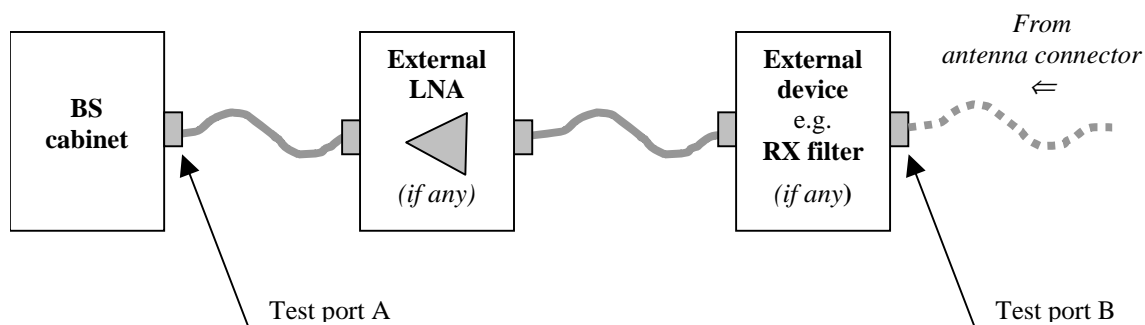 BS
cabinet
External
LNA
(if any)
External
device
e.g.
RX filter
(if any)
From
antenna connector
⇐
Test port A
Test port B